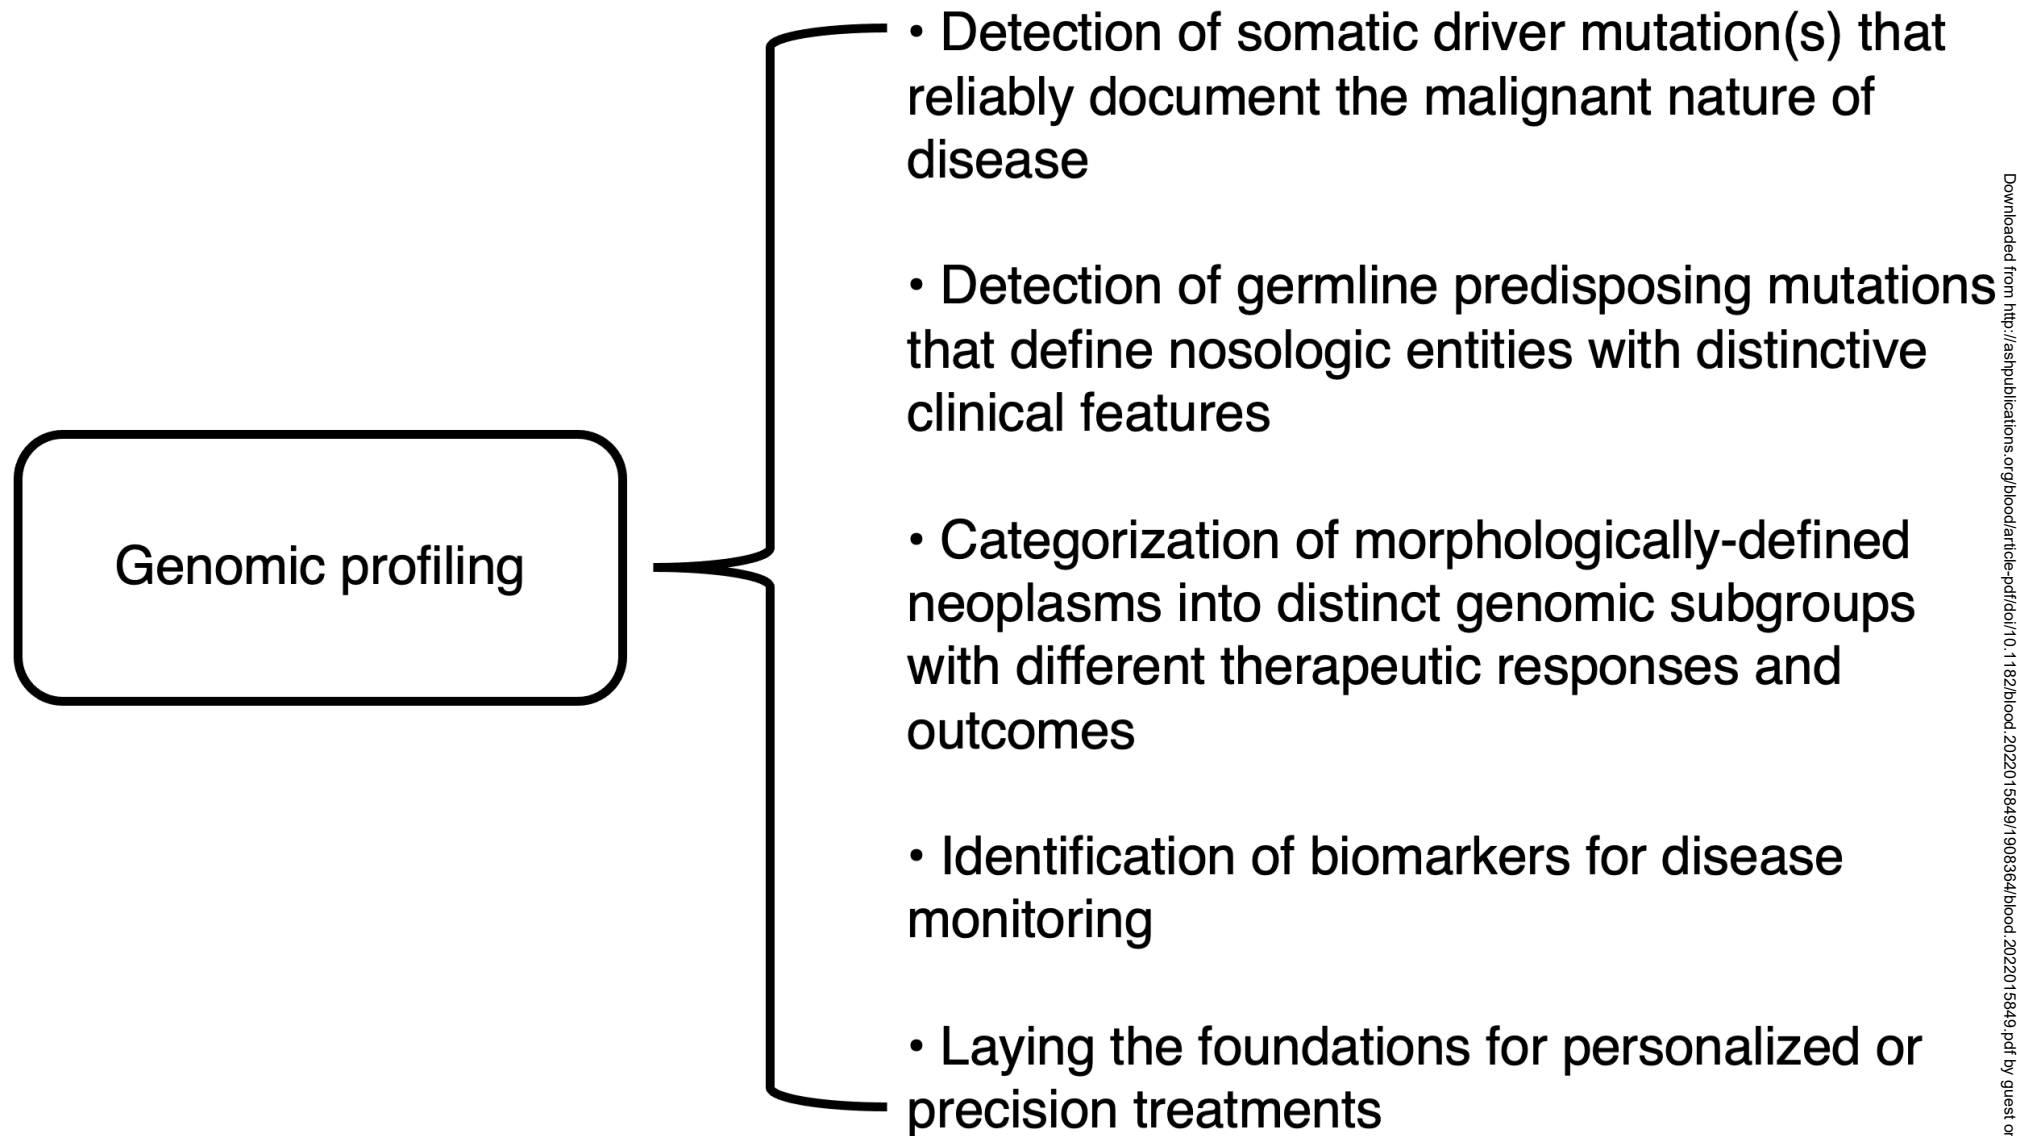 • Detection of somatic driver mutation(s) that
reliably document the malignant nature of
disease
• Detection of germline predisposing mutations
that define nosologic entities with distinctive
clinical features
Genomic profiling
• Categorization of morphologically-defined
neoplasms into distinct genomic subgroups
with different therapeutic responses and
outcomes
• Identification of biomarkers for disease
monitoring
• Laying the foundations for personalized or
precision treatments
Downloaded from http://ashpublications.org/blood/article-pdf/doi/10.1182/blood.2022015849/1908364/blood.2022015849.pdf by guest or